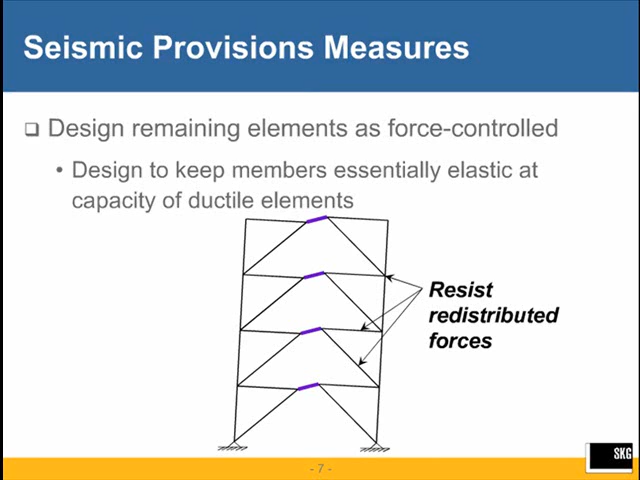 Seismic Provisions Measures
❑ Design remaining elements as force-controlled
• Design to keep members essentially elastic at
capacity of ductile elements
Resist
redistributed
forces
- 7 -
SKG